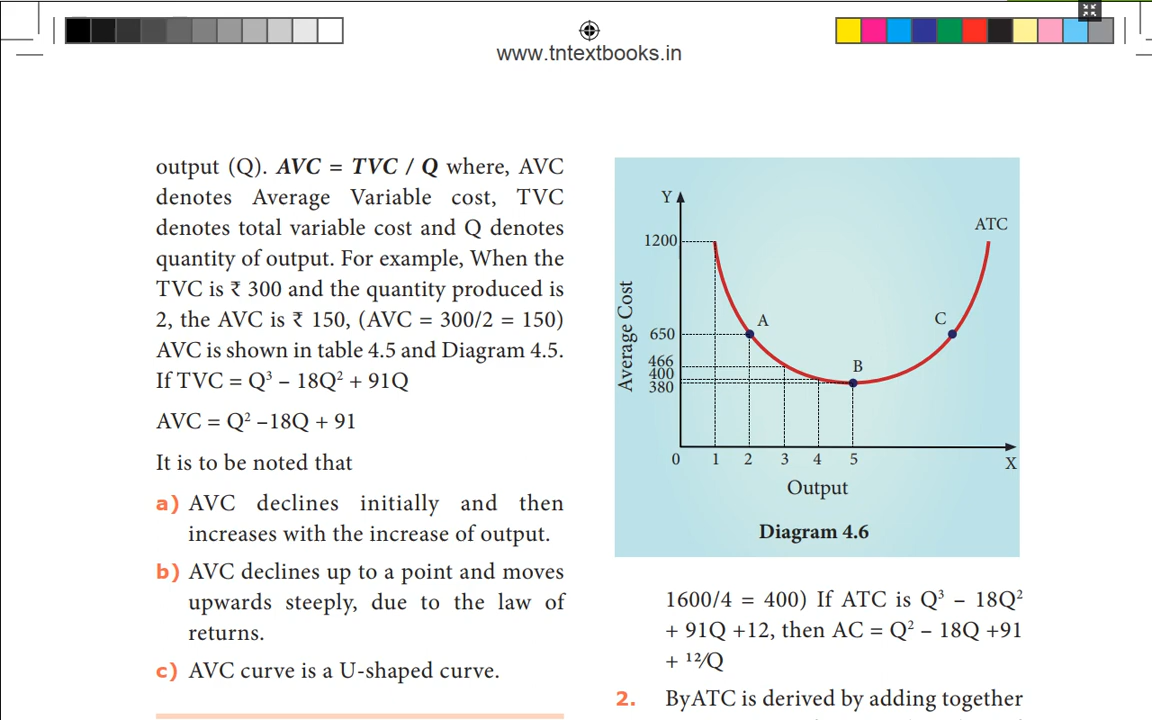 www.tntextbooks.in
output (Q). AVC = TVC / Q where, AVC
denotes Average Variable cost, TVC
denotes total variable cost and Q denotes
quantity of output. For example, When the
TVC is ₹ 300 and the quantity produced is
2, the AVC is ₹ 150, (AVC = 300/2 = 150)
AVC is shown in table 4.5 and Diagram 4.5.
If TVC = Q³ – 18Q² + 91Q
AVC = Q² –18Q + 91
It is to be noted that
a) AVC declines initially and then
increases with the increase of output.
b) AVC declines up to a point and moves
upwards steeply, due to the law of
returns.
c) AVC curve is a U-shaped curve.
Y
ATC
1200
Average Cost
A
C
650
466
B
400
380
0 1 2 3 4 5
X
Output
Diagram 4.6
1600/4 = 400) If ATC is Q³ – 18Q²
+ 91Q +12, then AC = Q² – 18Q +91
+ ¹²⁄Q
2. ByATC is derived by adding together